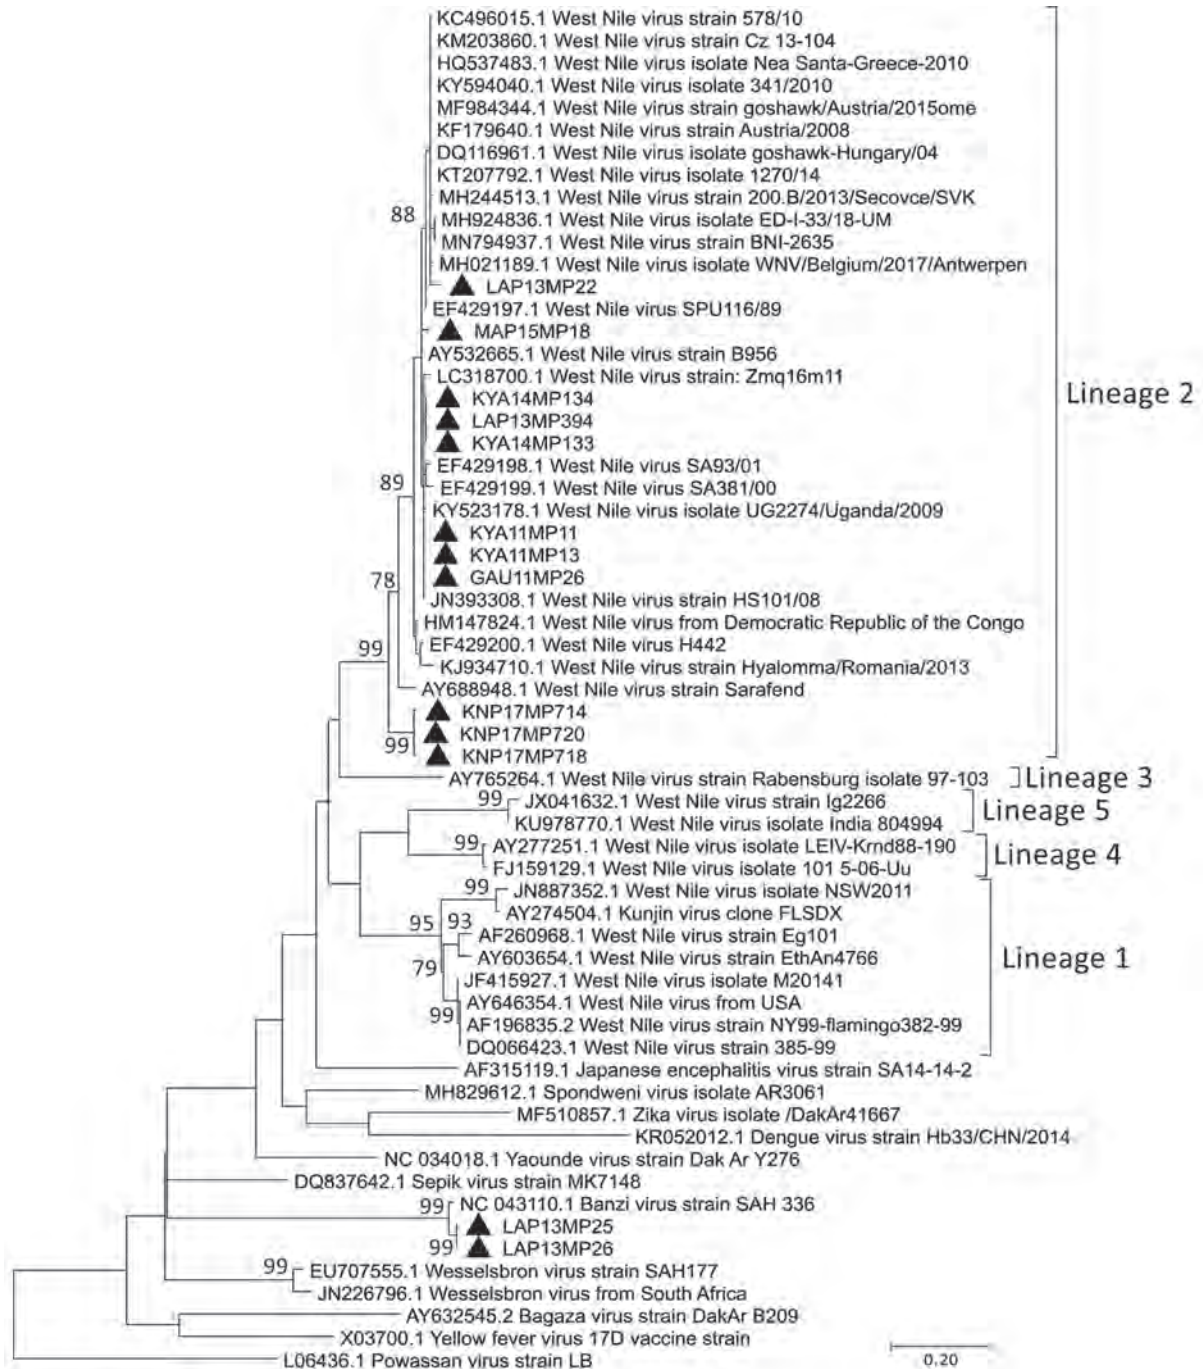 KC496015.1 West Nile virus strain 578/10
KM203860.1 West Nile virus strain Cz 13-104
HQ537483.1 West Nile virus isolate Nea Santa-Greece-2010
KY594040.1 West Nile virus isolate 341/2010
MF984344.1 West Nile virus strain goshawk/Austria/2015ome
KF179640.1 West Nile virus strain Austria/2008
DQ116961.1 West Nile virus isolate goshawk-Hungary/04
KT207792.1 West Nile virus isolate 1270/14
MH244513.1 West Nile virus strain 200.B/2013/Secovce/SVK
88
MH924836.1 West Nile virus isolate ED-I-33/18-UM
MN794937.1 West Nile virus strain BNI-2635
MH021189.1 West Nile virus isolate WNV/Belgium/2017/Antwerpen
LAP13MP22
EF429197.1 West Nile virus SPU116/89
MAP15MP18
AY532665.1 West Nile virus strain B956
LC318700.1 West Nile virus strain: Zmq16m11
Lineage 2
KYA14MP134
LAP13MP394
KYA14MP133
EF429198.1 West Nile virus SA93/01
89
EF429199.1 West Nile virus SA381/00
KY523178.1 West Nile virus isolate UG2274/Uganda/2009
KYA11MP11
KYA11MP13
78
GAU11MP26
JN393308.1 West Nile virus strain HS101/08
HM147824.1 West Nile virus from Democratic Republic of the Congo
99
EF429200.1 West Nile virus H442
KJ934710.1 West Nile virus strain Hyalomma/Romania/2013
AY688948.1 West Nile virus strain Sarafend
KNP17MP714
KNP17MP720
99
KNP17MP718
AY765264.1 West Nile virus strain Rabensburg isolate 97-103
Lineage 3
99
JX041632.1 West Nile virus strain Ig2266
Lineage 5
KU978770.1 West Nile virus isolate India 804994
99
AY277251.1 West Nile virus isolate LEIV-Krnd88-190
Lineage 4
FJ159129.1 West Nile virus isolate 101 5-06-Uu
99
JN887352.1 West Nile virus isolate NSW2011
AY274504.1 Kunjin virus clone FLSDX
95
93
AF260968.1 West Nile virus strain Eg101
AY603654.1 West Nile virus strain EthAn4766
Lineage 1
79
JF415927.1 West Nile virus isolate M20141
AY646354.1 West Nile virus from USA
99
AF196835.2 West Nile virus strain NY99-flamingo382-99
DQ066423.1 West Nile virus strain 385-99
AF315119.1 Japanese encephalitis virus strain SA14-14-2
MH829612.1 Spondweni virus isolate AR3061
MF510857.1 Zika virus isolate /DakAr41667
KR052012.1 Dengue virus strain Hb33/CHN/2014
NC 034018.1 Yaounde virus strain Dak Ar Y276
DQ837642.1 Sepik virus strain MK7148
99
NC 043110.1 Banzi virus strain SAH 336
LAP13MP25
99
LAP13MP26
99
EU707555.1 Wesselsbron virus strain SAH177
JN226796.1 Wesselsbron virus from South Africa
AY632545.2 Bagaza virus strain DakAr B209
X03700.1 Yellow fever virus 17D vaccine strain
L06436.1 Powassan virus strain LB
0.20